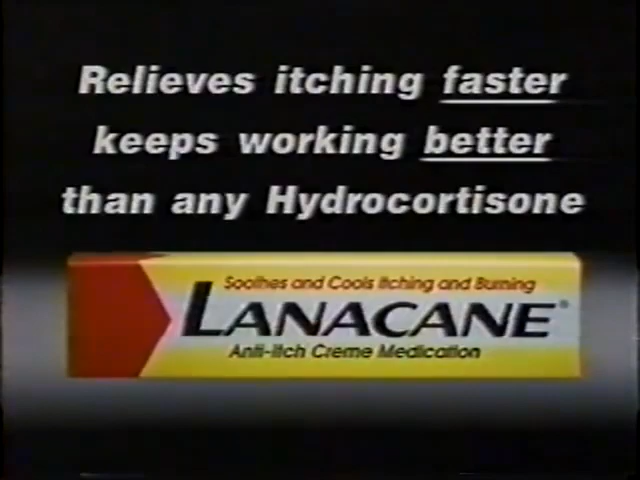 Relieves itching faster
keeps working better
than any Hydrocortisone
Soothes and Cools Itching and Burning
LANACANE®
Anti-itch Creme Medication